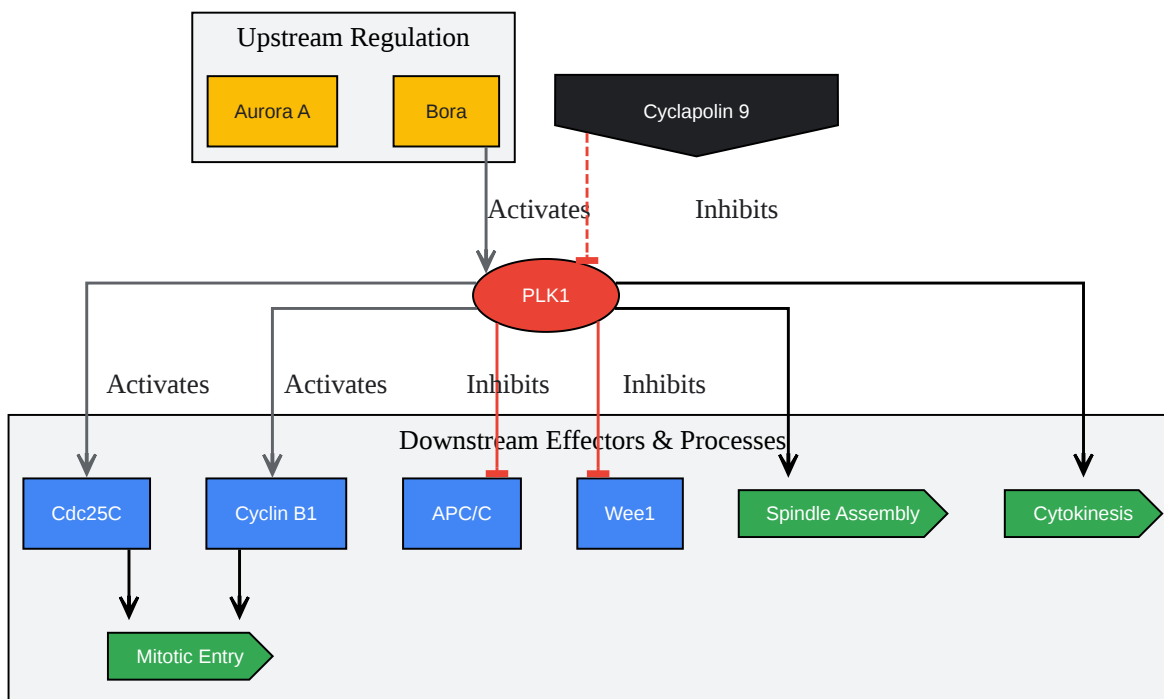 Upstream Regulation
Aurora A
Bora
Cyclapolin 9
Activates
Inhibits
PLK1
Activates
Activates
Inhibits
Inhibits
Downstream Effectors & Processes
Cdc25C
Cyclin B1
APC/C
Wee1
Spindle Assembly
Cytokinesis
Mitotic Entry